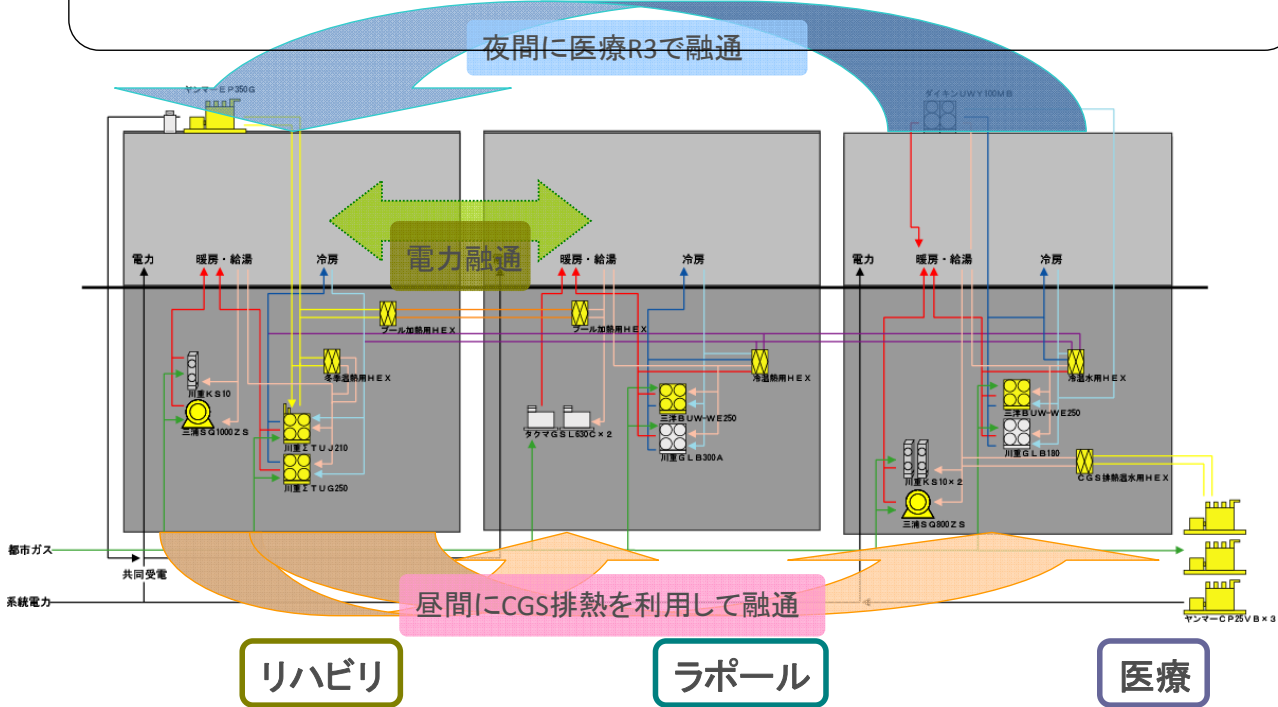 夜間に医療R3で融通
ヤンマーEP350G
ダイキンUWY100MB
電力融通
電力
暖房・給湯
冷房
暖房・給湯
冷房
電力
暖房・給湯
冷房
プール加熱用HEX
プール加熱用HEX
冬季温熱用HEX
冷温熱用HEX
冷温水用HEX
川重KS10
三浦SQ1000ZS
川重ΣTUJ210
川重ΣTUG250
タクマGSL630C×2
三洋BUW-WE250
川重GLB300A
三洋BUW-WE250
川重GLB180
川重KS10×2
三浦SQ800ZS
CGS排熱温水用HEX
都市ガス
共同受電
系統電力
昼間にCGS排熱を利用して融通
ヤンマーCP25VB×3
リハビリ
ラポール
医療